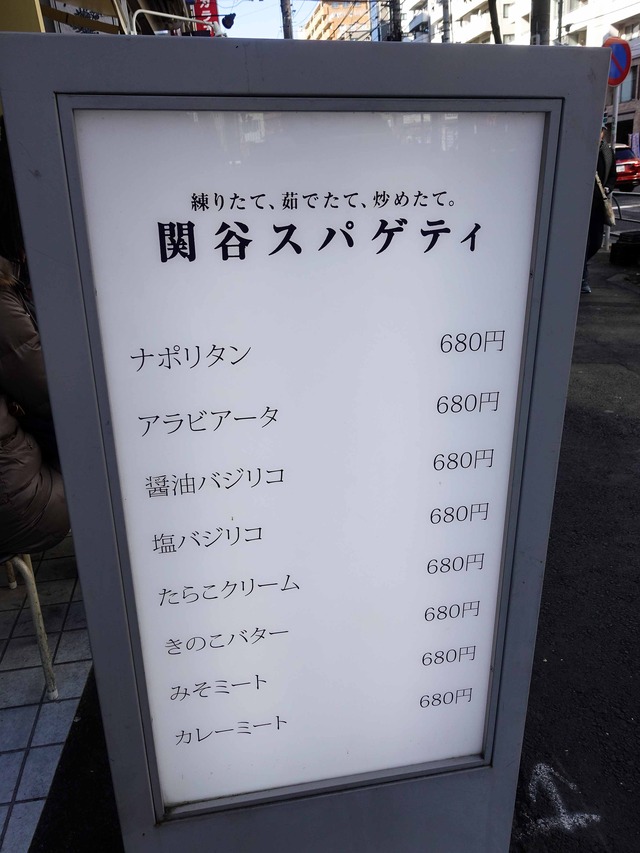 練りたて、茹でたて、炒めたて。
関谷スパゲティ
ナポリタン 680円
アラビアータ 680円
醤油バジリコ 680円
塩バジリコ 680円
たらこクリーム 680円
きのこバター 680円
みそミート 680円
カレーミート 680円